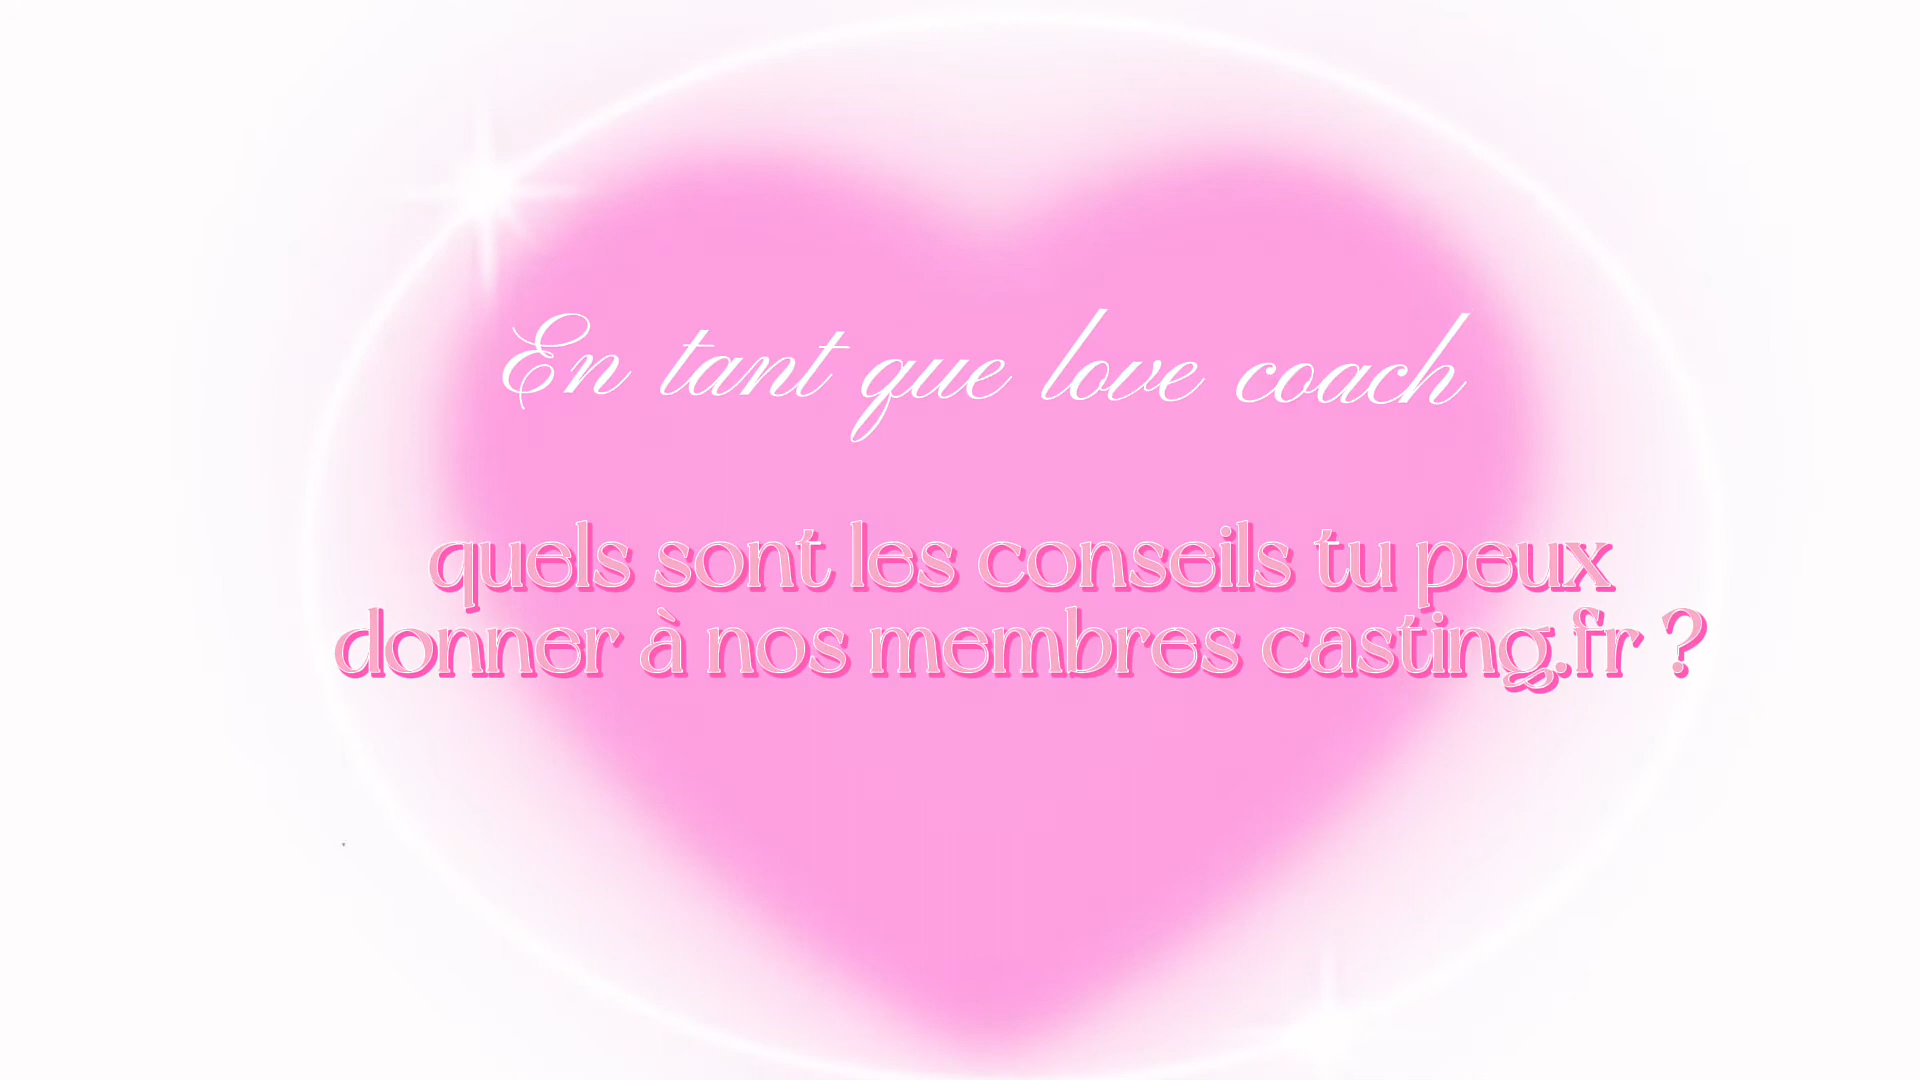 En tant que love coach
quels sont les conseils tu peux
donner à nos membres casting.fr ?